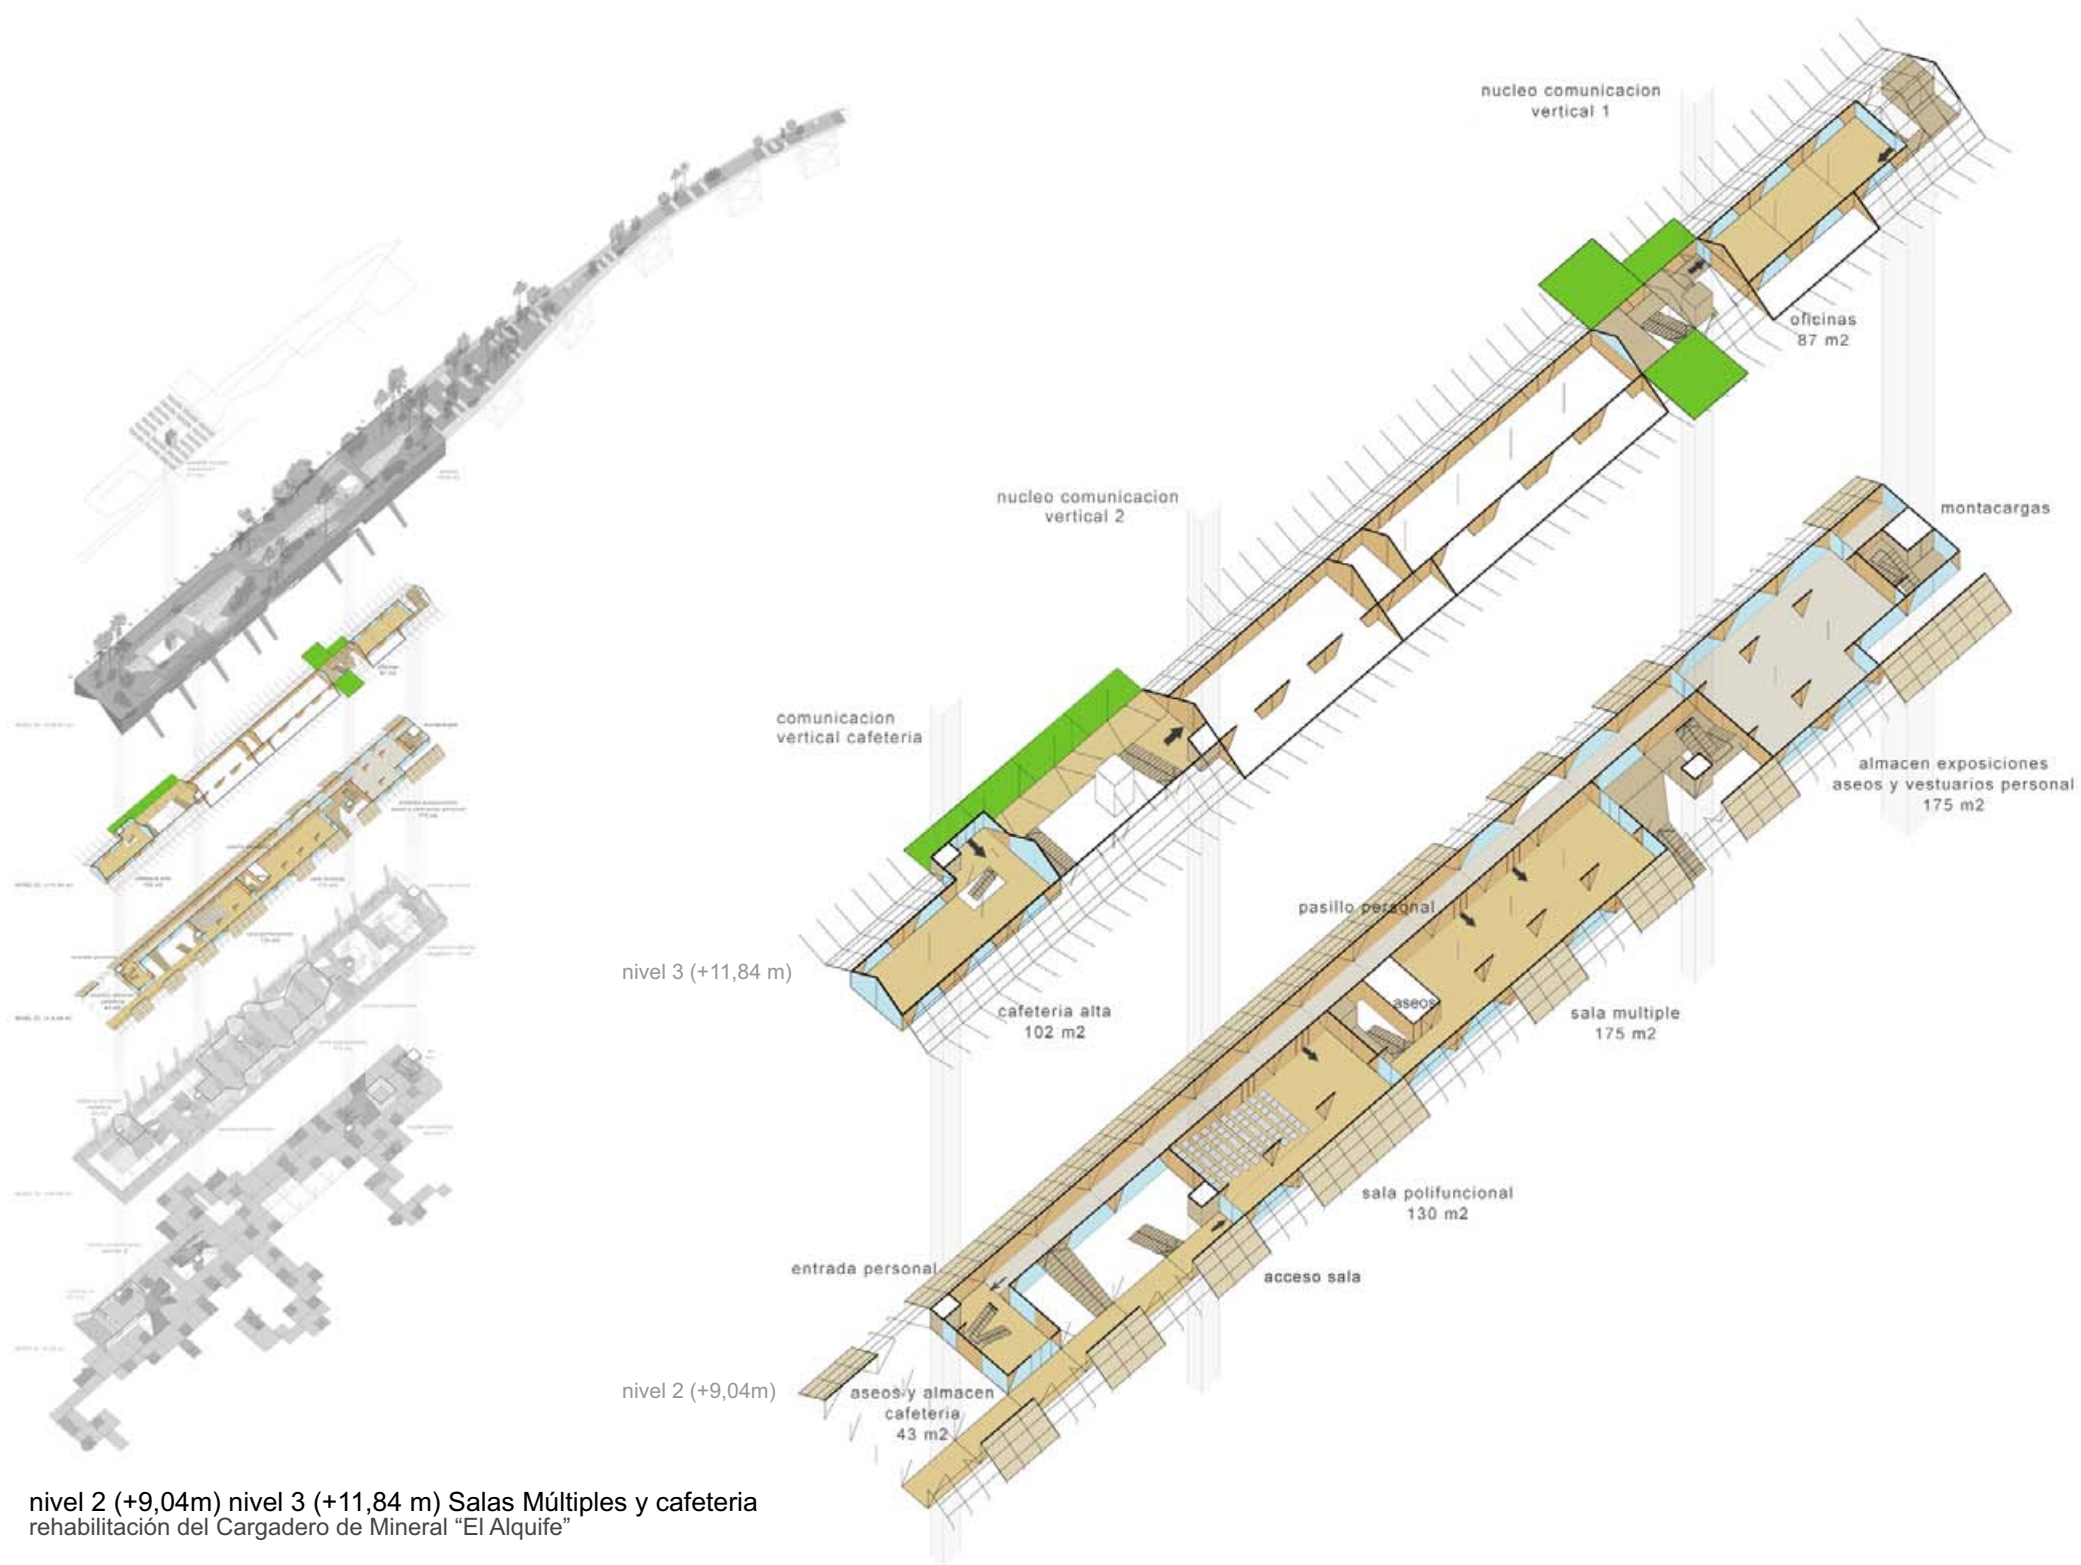 nucleo comunicacion
vertical 1
oficinas
87 m2
nucleo comunicacion
vertical 2
montacargas
comunicacion
vertical cafeteria
almacen exposiciones
aseos y vestuarios personal
175 m2
pasillo personal
nivel 3 (+11,84 m)
cafeteria alta
102 m2
aseos
sala multiple
175 m2
sala polifuncional
130 m2
entrada personal
acceso sala
nivel 2 (+9,04m)
aseos y almacen
cafeteria
43 m2
nivel 2 (+9,04m) nivel 3 (+11,84 m) Salas Múltiples y cafeteria
rehabilitación del Cargadero de Mineral “El Alquife”